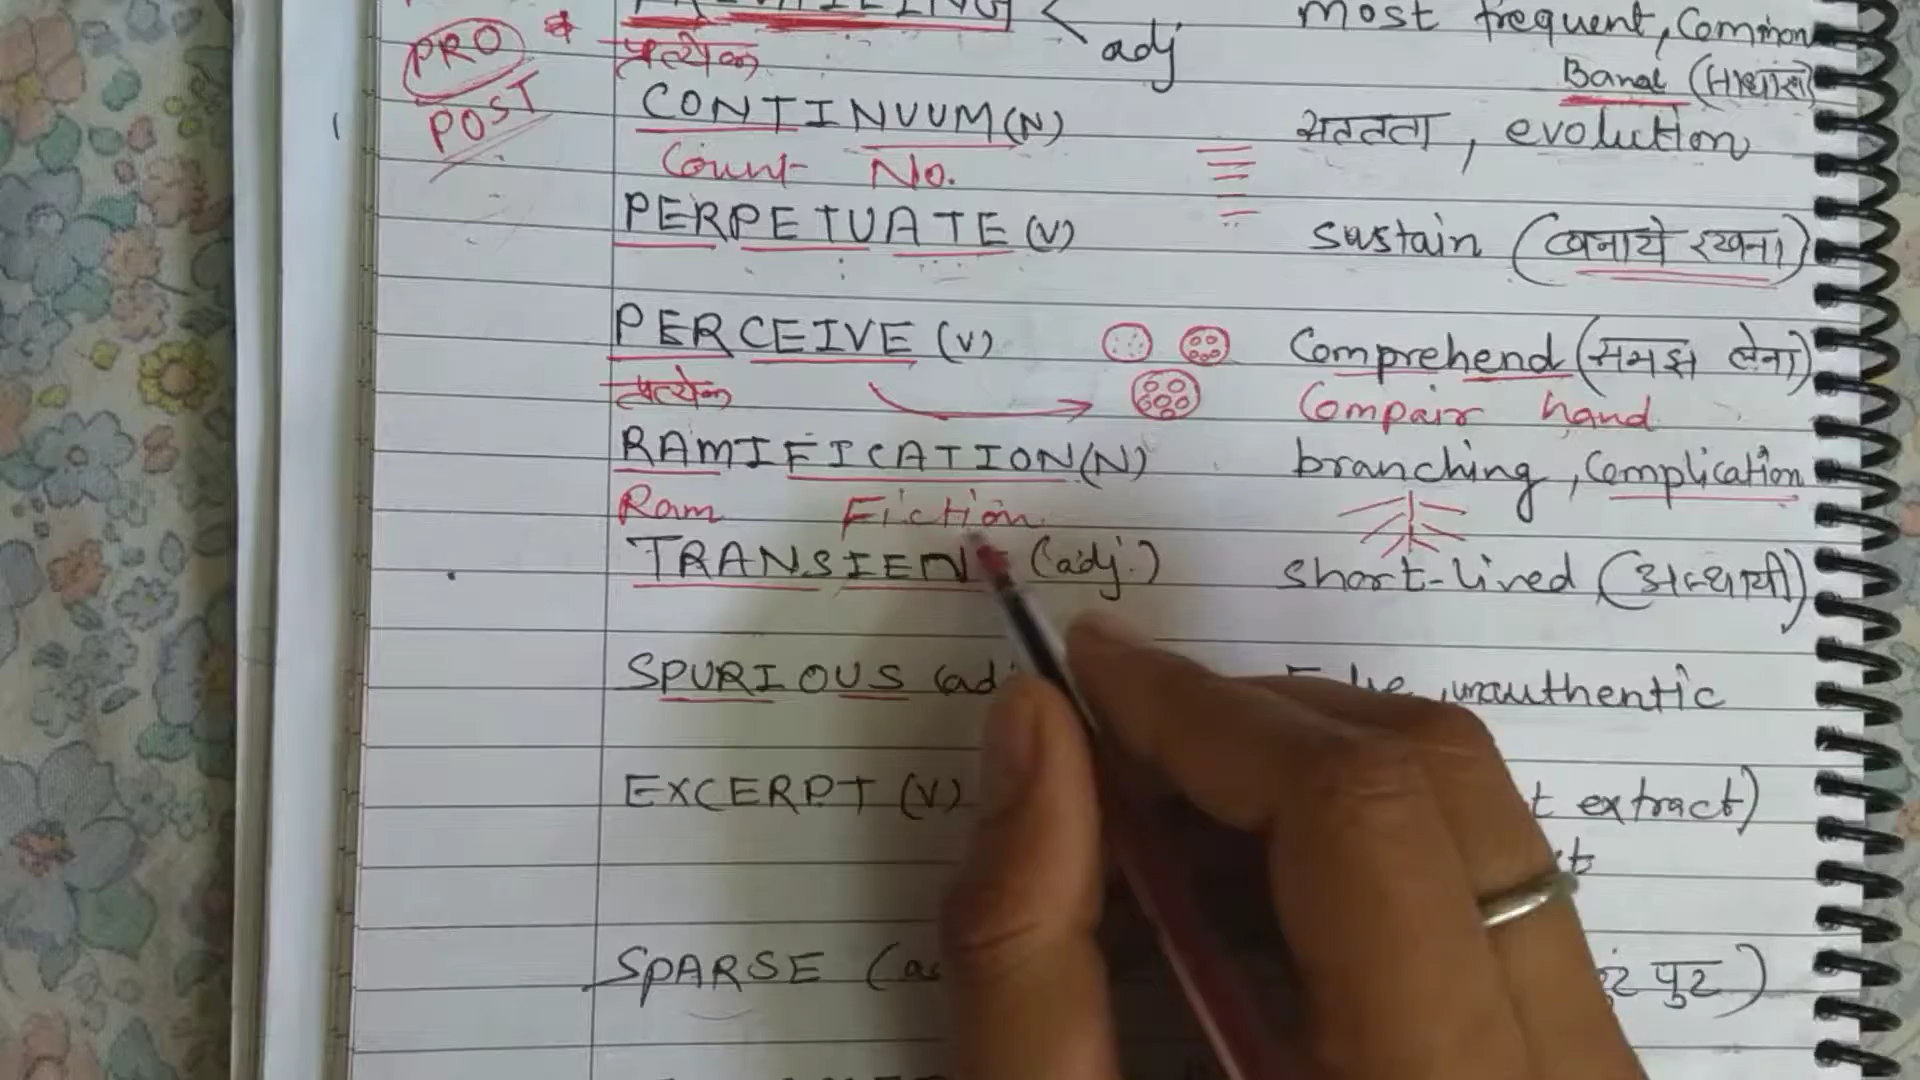 most frequent, Common
PRO
adj
प्रत्येक
Banal
POST
CONTINUUM(N) सततता, evolution
Count No.
PERPETUATE (V) sustain (बनाये रखना)
PERCEIVE (V) Comprehend (समझ लेना)
प्रत्येक Compair hand
RAMIFICATION(N) branching, Complication
Ram Fiction
TRANSIEN (adj.) short-lived (अस्थायी)
SPURIOUS unauthentic
EXCERPT (V) extract)
SPARSE पुट)